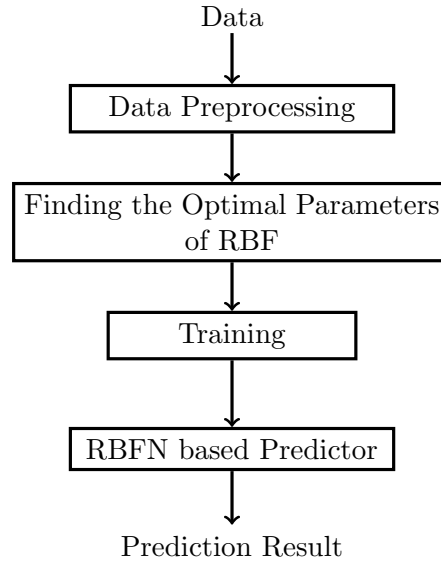 Data
Data Preprocessing
Finding the Optimal Parameters
of RBF
Training
RBFN based Predictor
Prediction Result